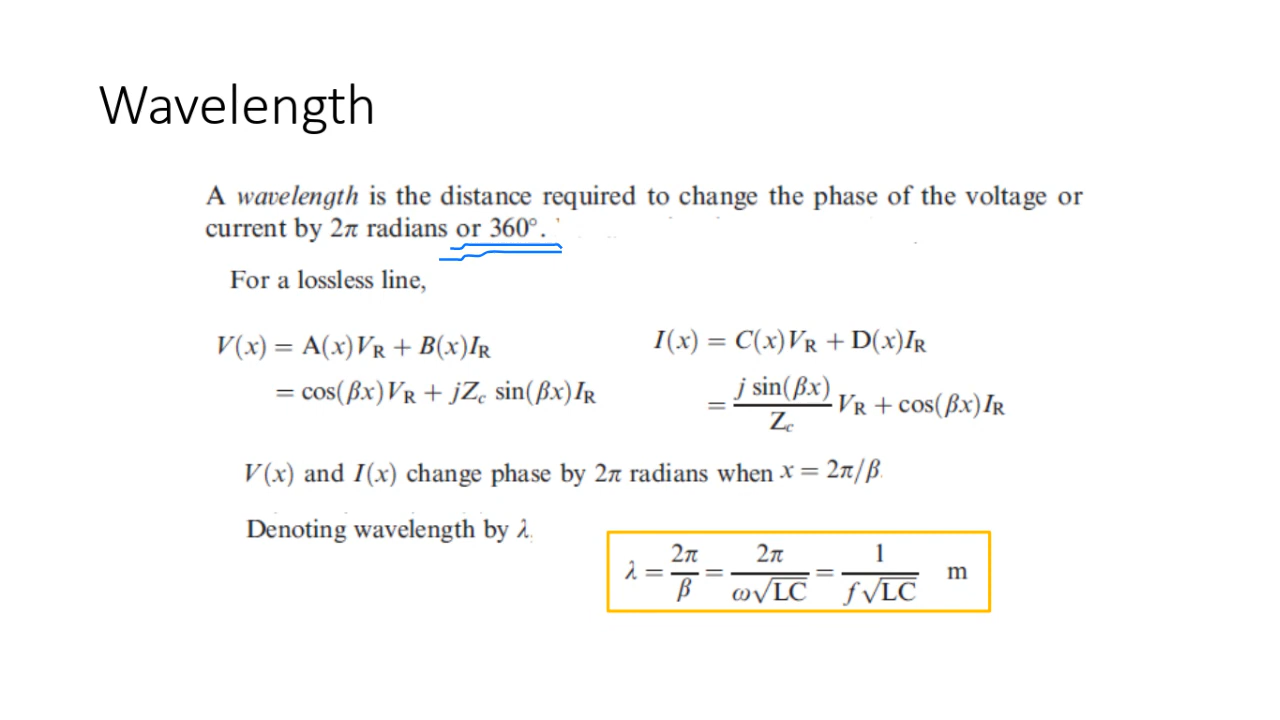 Wavelength
A wavelength is the distance required to change the phase of the voltage or
current by 2π radians or 360°.
For a lossless line,
V(x) = A(x)V_R + B(x)I_R
= cos(βx)V_R + jZ_c sin(βx)I_R
I(x) = C(x)V_R + D(x)I_R
= j sin(βx)/Z_c V_R + cos(βx)I_R
V(x) and I(x) change phase by 2π radians when x = 2π/β
Denoting wavelength by λ
λ = 2π/β = 2π/ω√LC = 1/f√LC m